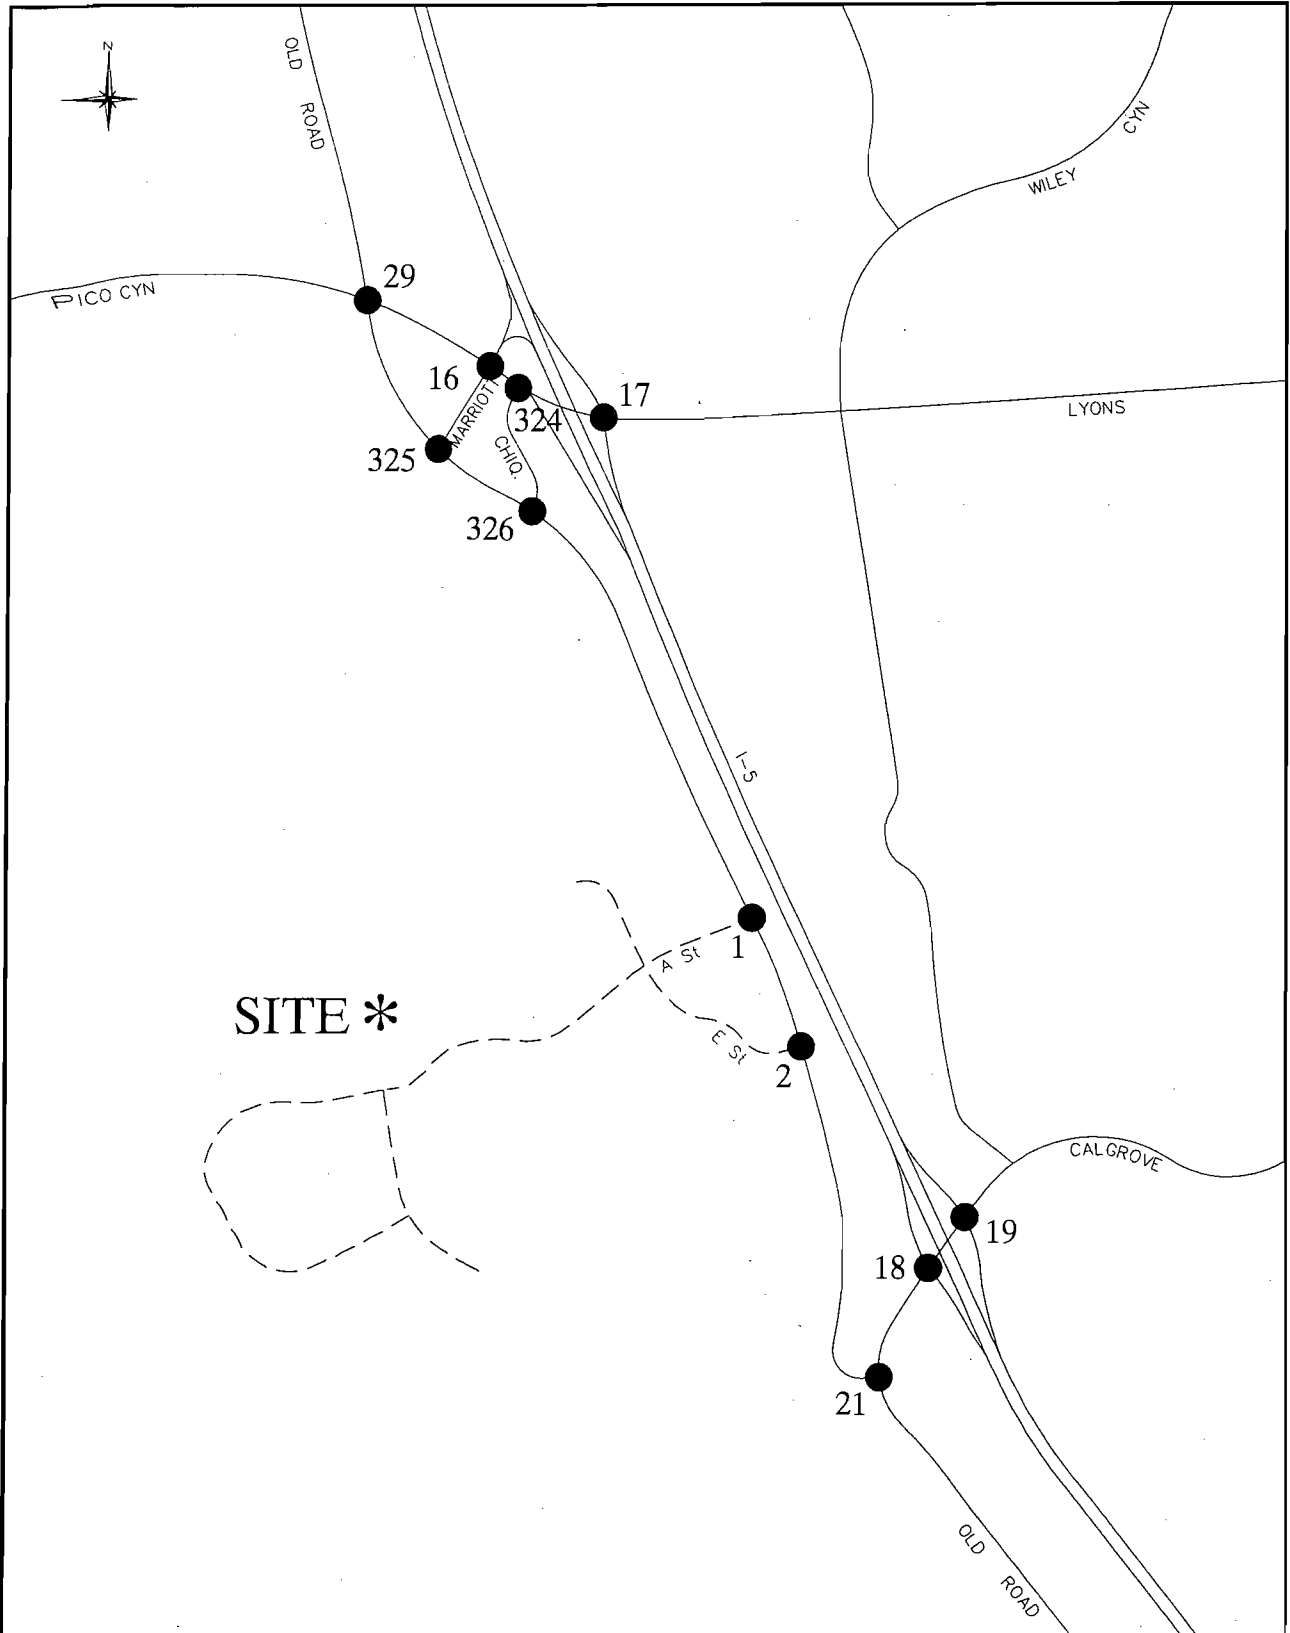 N
OLD ROAD
CYN
WILEY
PICO CYN
29
16
17
MARRIOTT
324
LYONS
325
CHIQ.
326
I-5
1
A St
SITE *
E St
2
CALGROVE
19
18
21
OLD ROAD